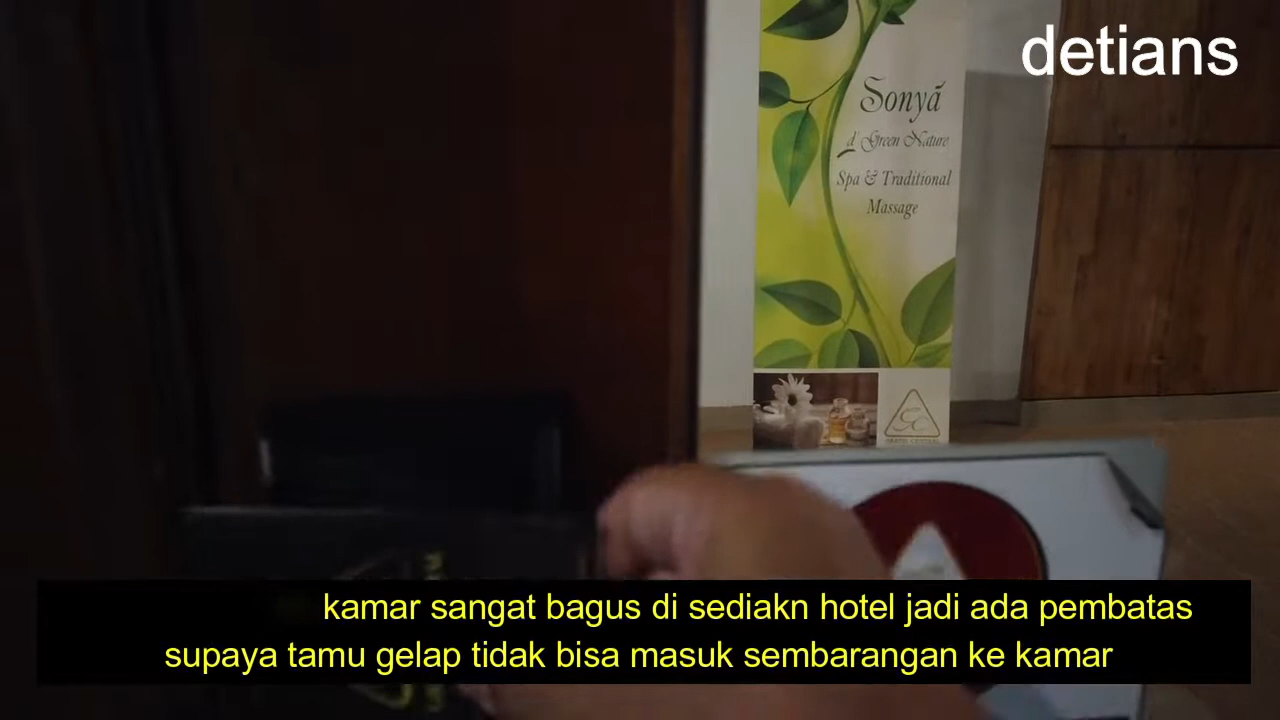 detians
Sonyã
d' Green Nature
Spa & Traditional
Massage
kamar sangat bagus di sediakn hotel jadi ada pembatas
supaya tamu gelap tidak bisa masuk sembarangan ke kamar